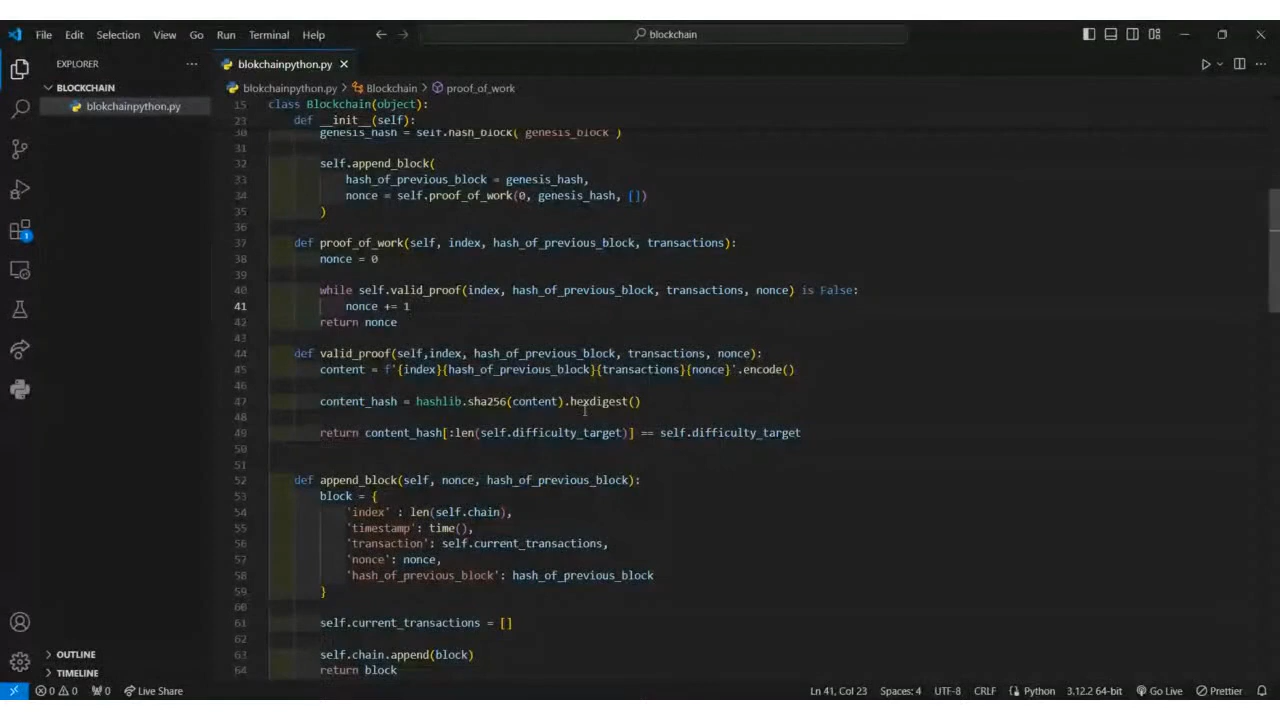 File Edit Selection View Go Run Terminal Help blockchain
EXPLORER
BLOCKCHAIN
blokchainpython.py
OUTLINE
TIMELINE
blokchainpython.py
blokchainpython.py > Blockchain > proof_of_work
15 class Blockchain(object):
23 def __init__(self):
30 genesis_hash = self.hash_block("genesis_block")
31
32 self.append_block(
33 hash_of_previous_block = genesis_hash,
34 nonce = self.proof_of_work(0, genesis_hash, [])
35 )
36
37 def proof_of_work(self, index, hash_of_previous_block, transactions):
38 nonce = 0
39
40 while self.valid_proof(index, hash_of_previous_block, transactions, nonce) is False:
41 nonce += 1
42 return nonce
43
44 def valid_proof(self,index, hash_of_previous_block, transactions, nonce):
45 content = f'{index}{hash_of_previous_block}{transactions}{nonce}'.encode()
46
47 content_hash = hashlib.sha256(content).hexdigest()
48
49 return content_hash[:len(self.difficulty_target)] == self.difficulty_target
50
51
52 def append_block(self, nonce, hash_of_previous_block):
53 block = {
54 'index' : len(self.chain),
55 'timestamp': time(),
56 'transaction': self.current_transactions,
57 'nonce': nonce,
58 'hash_of_previous_block': hash_of_previous_block
59 }
60
61 self.current_transactions = []
62
63 self.chain.append(block)
64 return block
0 0 0 Live Share Ln 41, Col 23 Spaces: 4 UTF-8 CRLF Python 3.12.2 64-bit Go Live Prettier